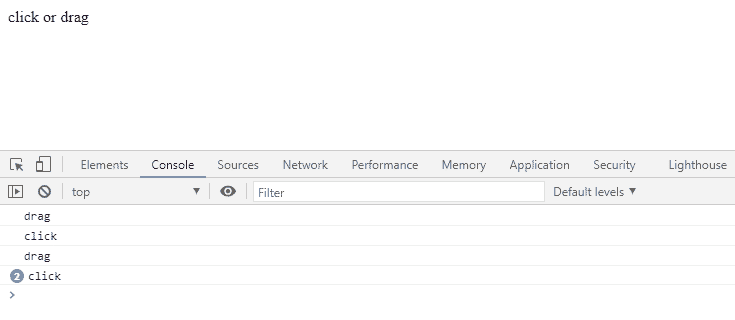 click or drag
Elements Console Sources Network Performance Memory Application Security Lighthouse
top Filter Default levels
drag
click
drag
2 click